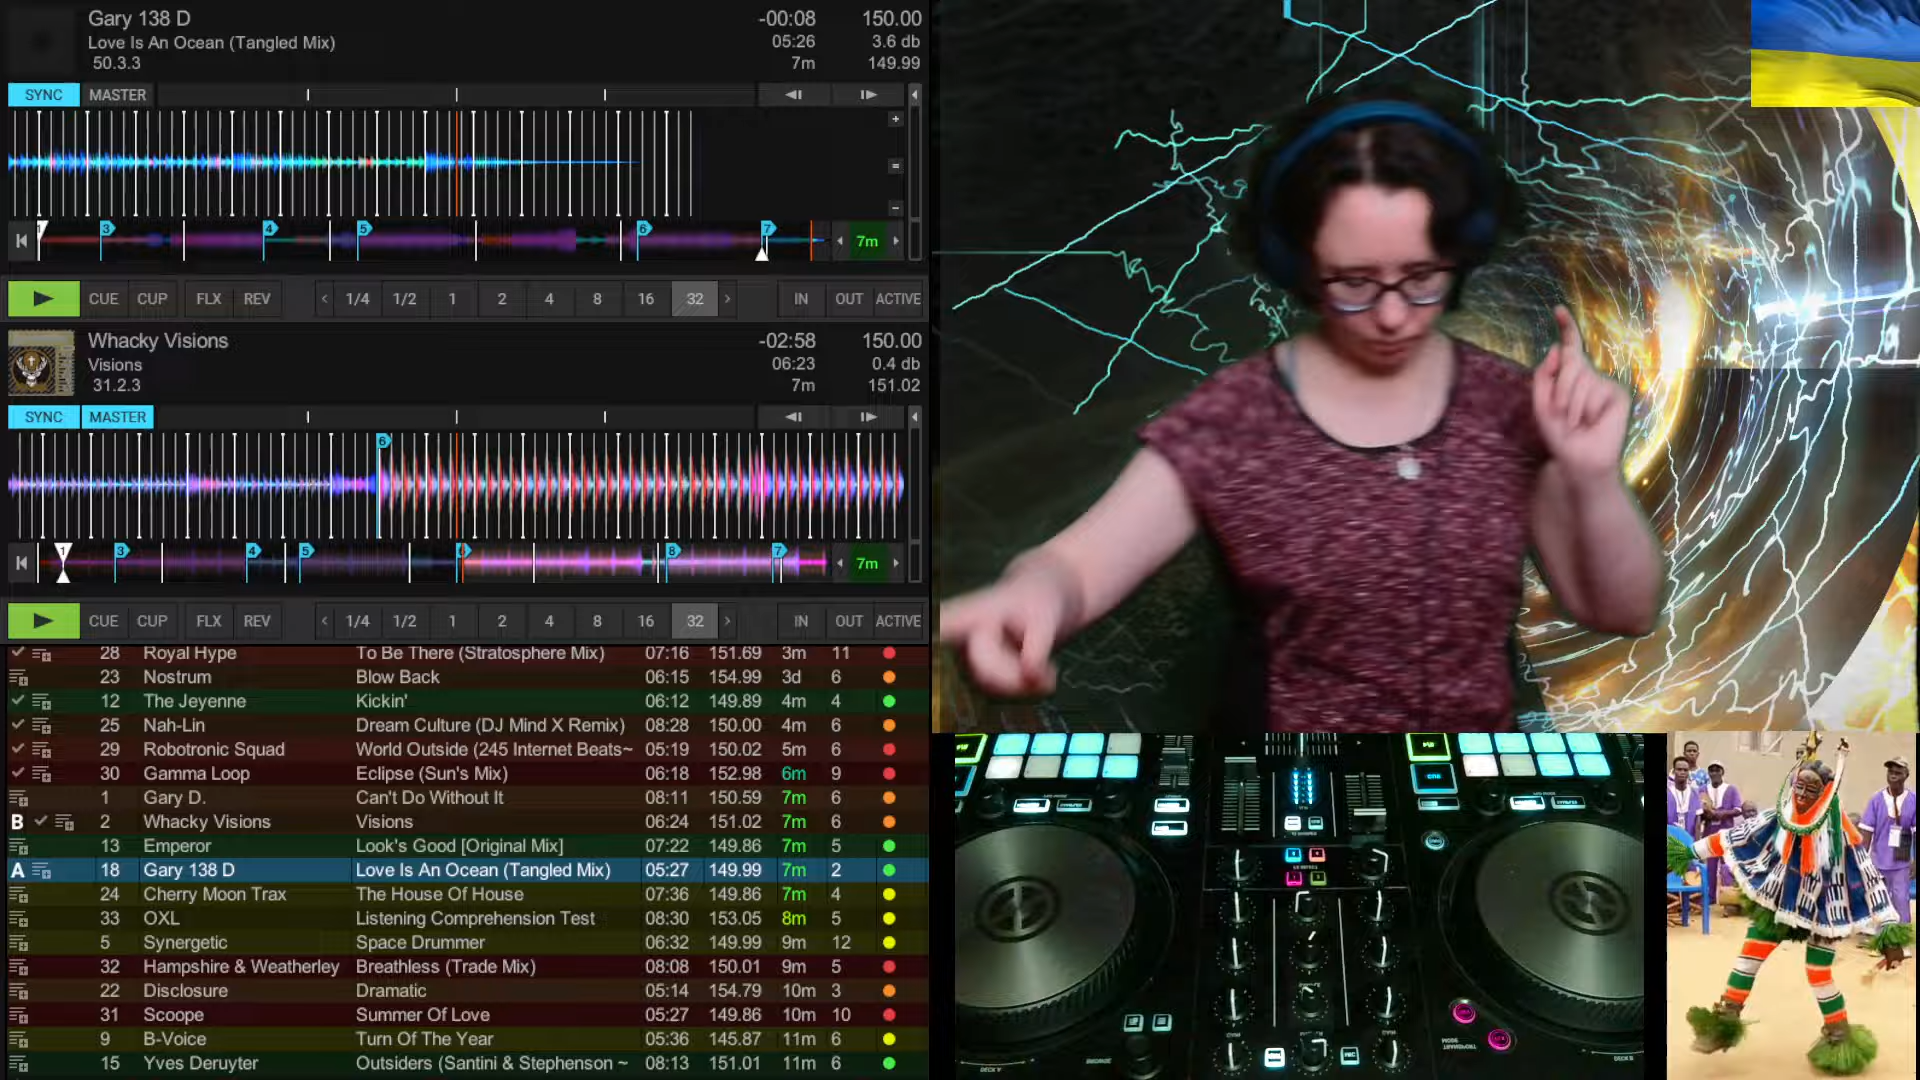 Gary 138 D -00:08 150.00
Love Is An Ocean (Tangled Mix) 05:26 3.6 db
50.3.3 7m 149.99
SYNC MASTER
1 3 4 5 6 7 7m
CUE CUP FLX REV 1/4 1/2 1 2 4 8 16 32 IN OUT ACTIVE
Whacky Visions -02:58 150.00
Visions 06:23 0.4 db
31.2.3 7m 151.02
SYNC MASTER
6
1 3 4 5 6 8 7 7m
CUE CUP FLX REV 1/4 1/2 1 2 4 8 16 32 IN OUT ACTIVE
28 Royal Hype To Be There (Stratosphere Mix) 07:16 151.69 3m 11
23 Nostrum Blow Back 06:15 154.99 3d 6
12 The Jeyenne Kickin' 06:12 149.89 4m 4
25 Nah-Lin Dream Culture (DJ Mind X Remix) 08:28 150.00 4m 6
29 Robotronic Squad World Outside (245 Internet Beats~ 05:19 150.02 5m 6
30 Gamma Loop Eclipse (Sun's Mix) 06:18 152.98 6m 9
1 Gary D. Can't Do Without It 08:11 150.59 7m 6
B 2 Whacky Visions Visions 06:24 151.02 7m 6
13 Emperor Look's Good [Original Mix] 07:22 149.86 7m 5
A 18 Gary 138 D Love Is An Ocean (Tangled Mix) 05:27 149.99 7m 2
24 Cherry Moon Trax The House Of House 07:36 149.86 7m 4
33 OXL Listening Comprehension Test 08:30 153.05 8m 5
5 Synergetic Space Drummer 06:32 149.99 9m 12
32 Hampshire & Weatherley Breathless (Trade Mix) 08:08 150.01 9m 5
22 Disclosure Dramatic 05:14 154.79 10m 3
31 Scoope Summer Of Love 05:27 149.86 10m 10
9 B-Voice Turn Of The Year 05:36 145.87 11m 6
15 Yves Deruyter Outsiders (Santini & Stephenson ~ 08:13 151.01 11m 6